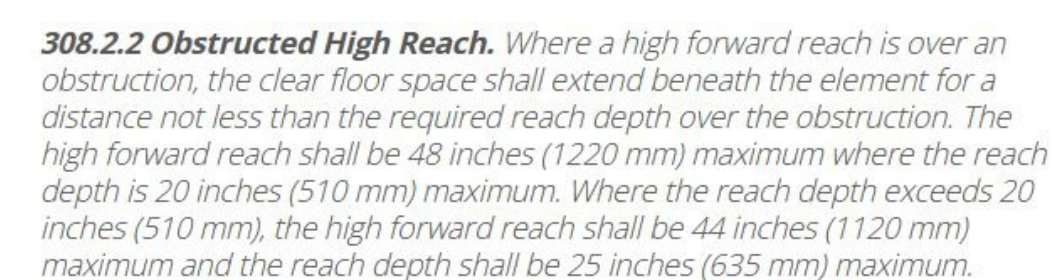 308.2.2 Obstructed High Reach. Where a high forward reach is over an
obstruction, the clear floor space shall extend beneath the element for a
distance not less than the required reach depth over the obstruction. The
high forward reach shall be 48 inches (1220 mm) maximum where the reach
depth is 20 inches (510 mm) maximum. Where the reach depth exceeds 20
inches (510 mm), the high forward reach shall be 44 inches (1120 mm)
maximum and the reach depth shall be 25 inches (635 mm) maximum.